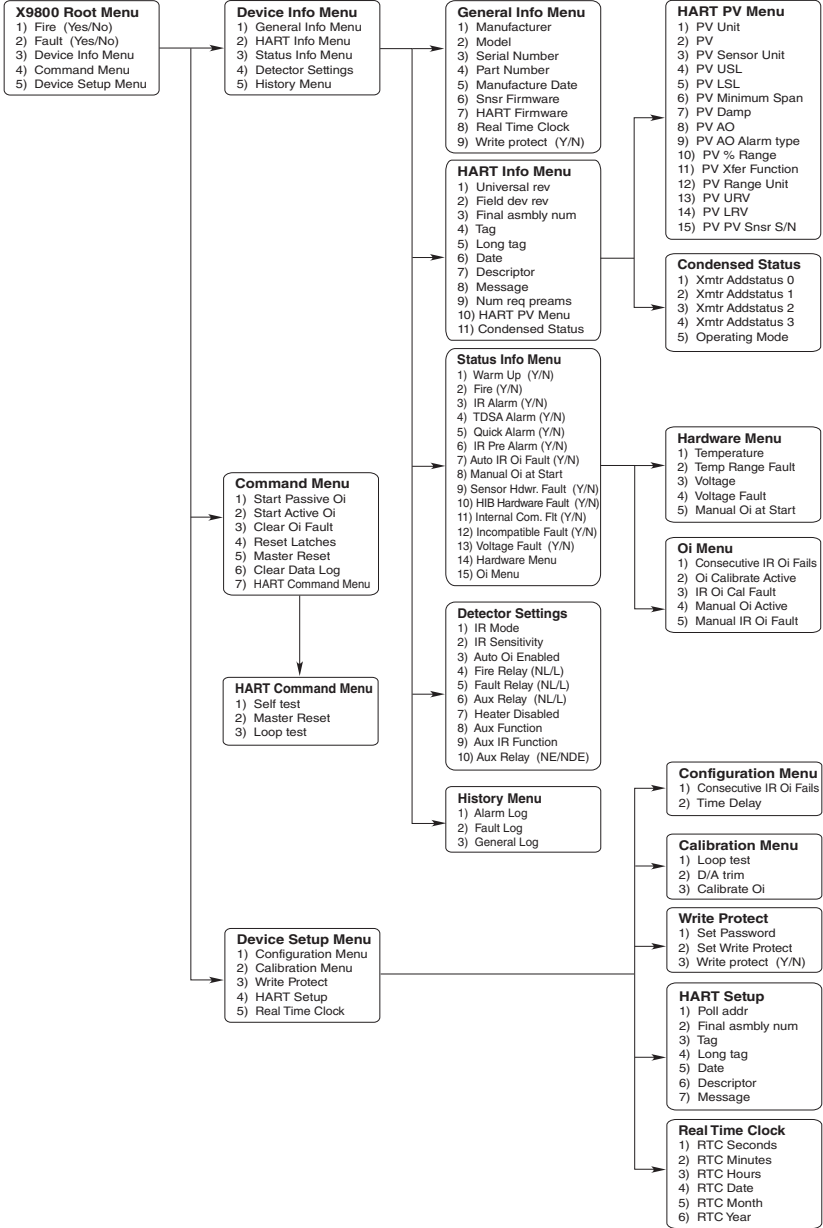 X9800 Root Menu
1) Fire (Yes/No)
2) Fault (Yes/No)
3) Device Info Menu
4) Command Menu
5) Device Setup Menu
Device Info Menu
1) General Info Menu
2) HART Info Menu
3) Status Info Menu
4) Detector Settings
5) History Menu
General Info Menu
1) Manufacturer
2) Model
3) Serial Number
4) Part Number
5) Manufacture Date
6) Snsr Firmware
7) HART Firmware
8) Real Time Clock
9) Write protect (Y/N)
HART PV Menu
1) PV Unit
2) PV
3) PV Sensor Unit
4) PV USL
5) PV LSL
6) PV Minimum Span
7) PV Damp
8) PV AO
9) PV AO Alarm type
10) PV % Range
11) PV Xfer Function
12) PV Range Unit
13) PV URV
14) PV LRV
15) PV PV Snsr S/N
HART Info Menu
1) Universal rev
2) Field dev rev
3) Final asmbly num
4) Tag
5) Long tag
6) Date
7) Descriptor
8) Message
9) Num req preams
10) HART PV Menu
11) Condensed Status
Condensed Status
1) Xmtr Addstatus 0
2) Xmtr Addstatus 1
3) Xmtr Addstatus 2
4) Xmtr Addstatus 3
5) Operating Mode
Status Info Menu
1) Warm Up (Y/N)
2) Fire (Y/N)
3) IR Alarm (Y/N)
4) TDSA Alarm (Y/N)
5) Quick Alarm (Y/N)
6) IR Pre Alarm (Y/N)
7) Auto IR Oi Fault (Y/N)
8) Manual Oi at Start
9) Sensor Hdwr. Fault (Y/N)
10) HIB Hardware Fault (Y/N)
11) Internal Com. Flt (Y/N)
12) Incompatible Fault (Y/N)
13) Voltage Fault (Y/N)
14) Hardware Menu
15) Oi Menu
Hardware Menu
1) Temperature
2) Temp Range Fault
3) Voltage
4) Voltage Fault
5) Manual Oi at Start
Oi Menu
1) Consecutive IR Oi Fails
2) Oi Calibrate Active
3) IR Oi Cal Fault
4) Manual Oi Active
5) Manual IR Oi Fault
Command Menu
1) Start Passive Oi
2) Start Active Oi
3) Clear Oi Fault
4) Reset Latches
5) Master Reset
6) Clear Data Log
7) HART Command Menu
HART Command Menu
1) Self test
2) Master Reset
3) Loop test
Detector Settings
1) IR Mode
2) IR Sensitivity
3) Auto Oi Enabled
4) Fire Relay (NL/L)
5) Fault Relay (NL/L)
6) Aux Relay (NL/L)
7) Heater Disabled
8) Aux Function
9) Aux IR Function
10) Aux Relay (NE/NDE)
History Menu
1) Alarm Log
2) Fault Log
3) General Log
Device Setup Menu
1) Configuration Menu
2) Calibration Menu
3) Write Protect
4) HART Setup
5) Real Time Clock
Configuration Menu
1) Consecutive IR Oi Fails
2) Time Delay
Calibration Menu
1) Loop test
2) D/A trim
3) Calibrate Oi
Write Protect
1) Set Password
2) Set Write Protect
3) Write protect (Y/N)
HART Setup
1) Poll addr
2) Final asmbly num
3) Tag
4) Long tag
5) Date
6) Descriptor
7) Message
Real Time Clock
1) RTC Seconds
2) RTC Minutes
3) RTC Hours
4) RTC Date
5) RTC Month
6) RTC Year